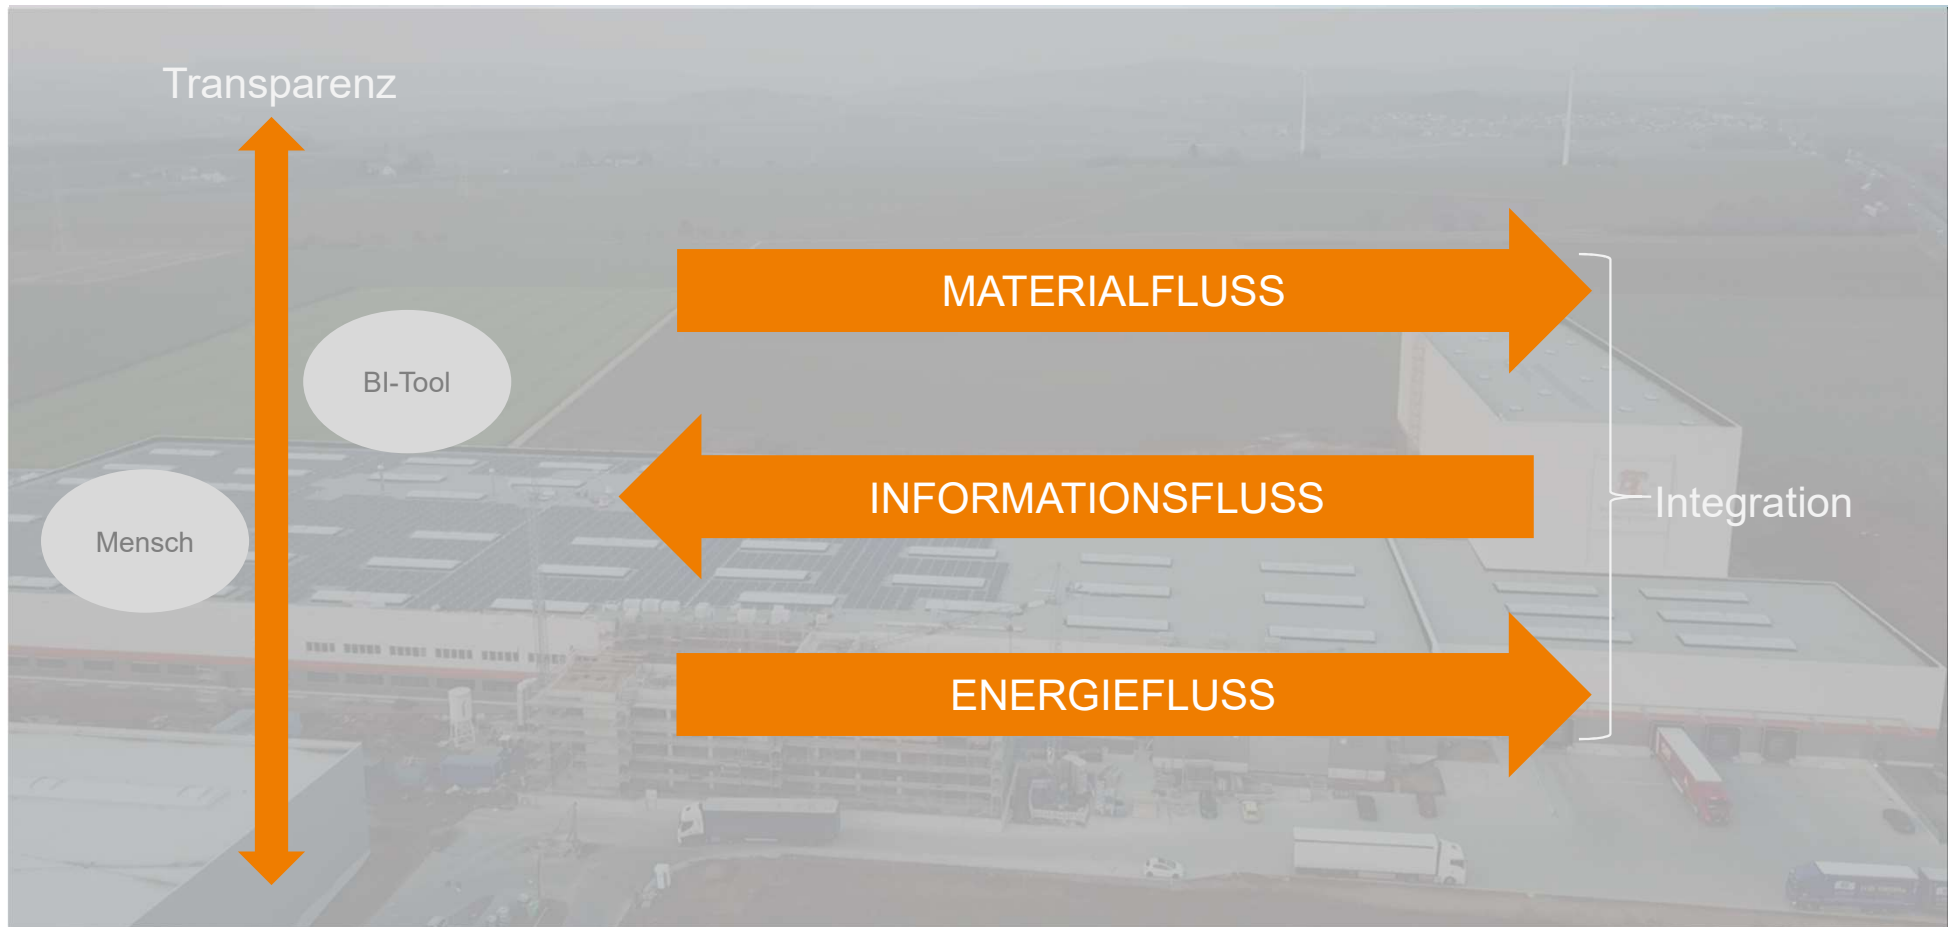 Transparenz
MATERIALFLUSS
BI-Tool
INFORMATIONSFLUSS
Integration
Mensch
ENERGIEFLUSS